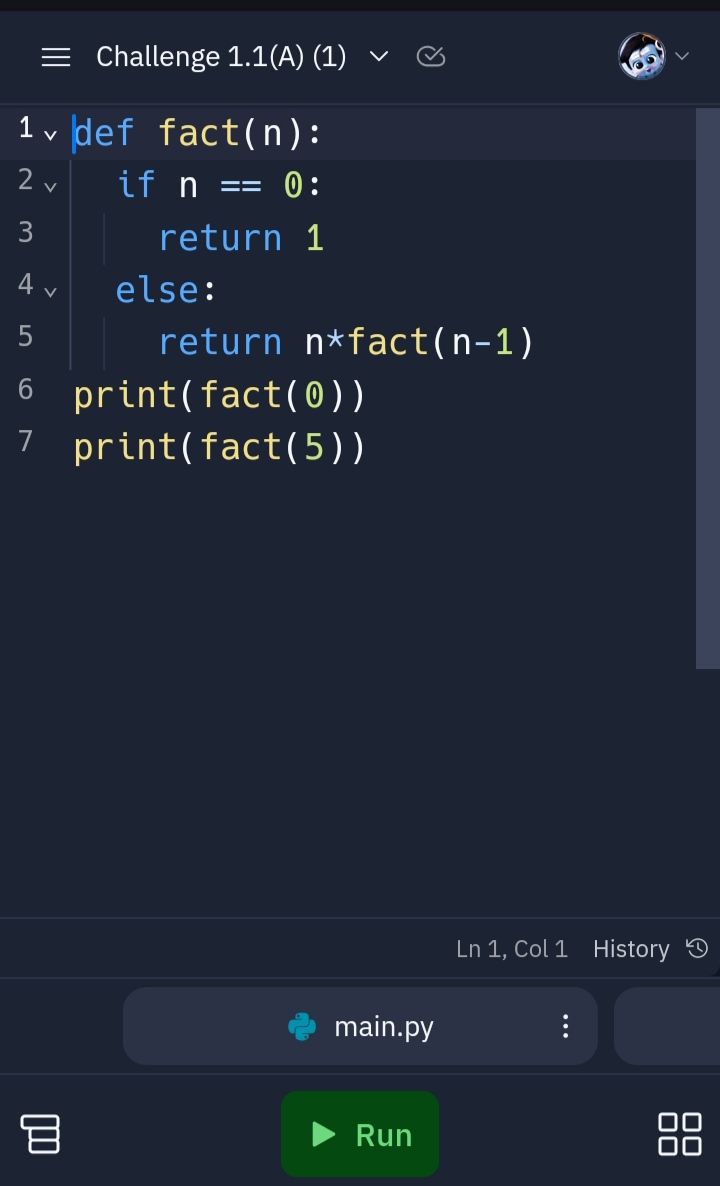 Challenge 1.1(A) (1)
1 def fact(n):
2   if n == 0:
3     return 1
4   else:
5     return n*fact(n-1)
6 print(fact(0))
7 print(fact(5))
Ln 1, Col 1 History
main.py
Run